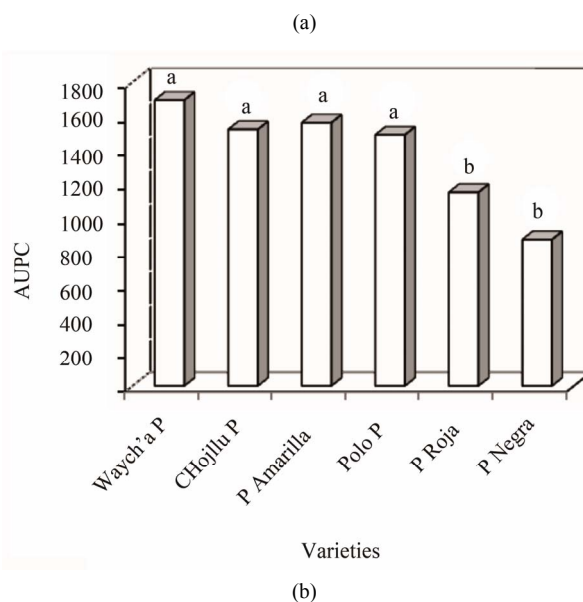 (a)
a
a
a
a
b
b
1800
1600
1400
1200
1000
800
600
400
200
AUPC
Waych'a P
CHojllu P
P Amarilla
Polo P
P Roja
P Negra
Varieties
(b)